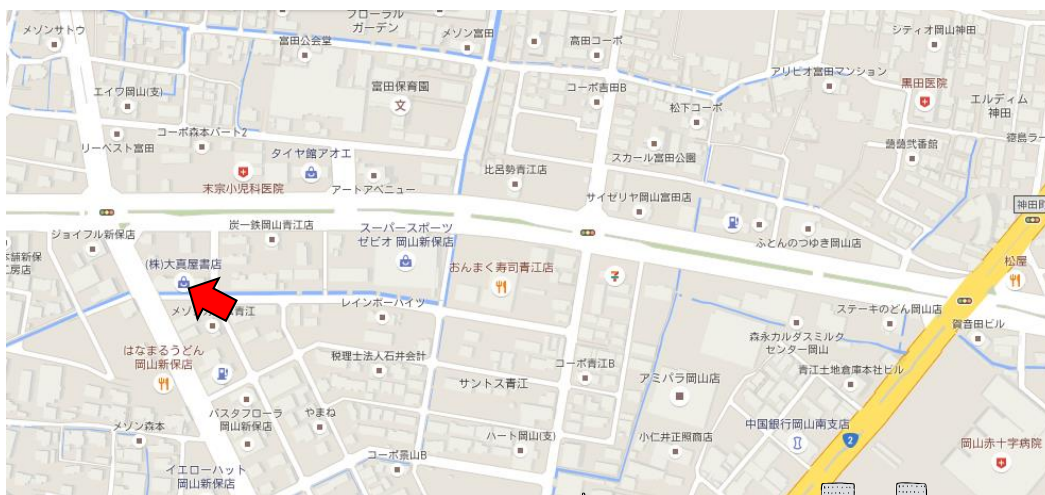 メゾンサトウ
フローラル
ガーデン
メゾン富田
富田公会堂
高田コーポ
シティオ岡山神田
エイワ岡山(支)
富田保育園
コーポ吉田B
アリビオ富田マンション
黒田医院
エルディム
神田
松下コーポ
コーポ森本パート2
リーベスト富田
タイヤ館アオエ
末宗小児科医院
アートアベニュー
比呂勢青江店
スカール富田公園
徳島ラー
サイゼリヤ岡山富田店
神田町
ジョイフル新保店
炭一鉄岡山青江店
スーパースポーツ
ゼビオ 岡山新保店
ふとんのつゆき岡山店
(株)大真屋書店
おんまく寿司青江店
松屋
レインボーハイツ
ステーキのどん岡山店
賀音田ビル
はなまるうどん
岡山新保店
税理士法人石井会計
コーポ青江B
森永カルダスミルク
センター岡山
青江土地倉庫本社ビル
サントス青江
アミパラ岡山店
パスタフローラ
岡山新保店
やまね
メゾン森本
ハート岡山(支)
小仁井正照商店
中国銀行岡山南支店
2
岡山赤十字病院
コーポ景山B
イエローハット
岡山新保店